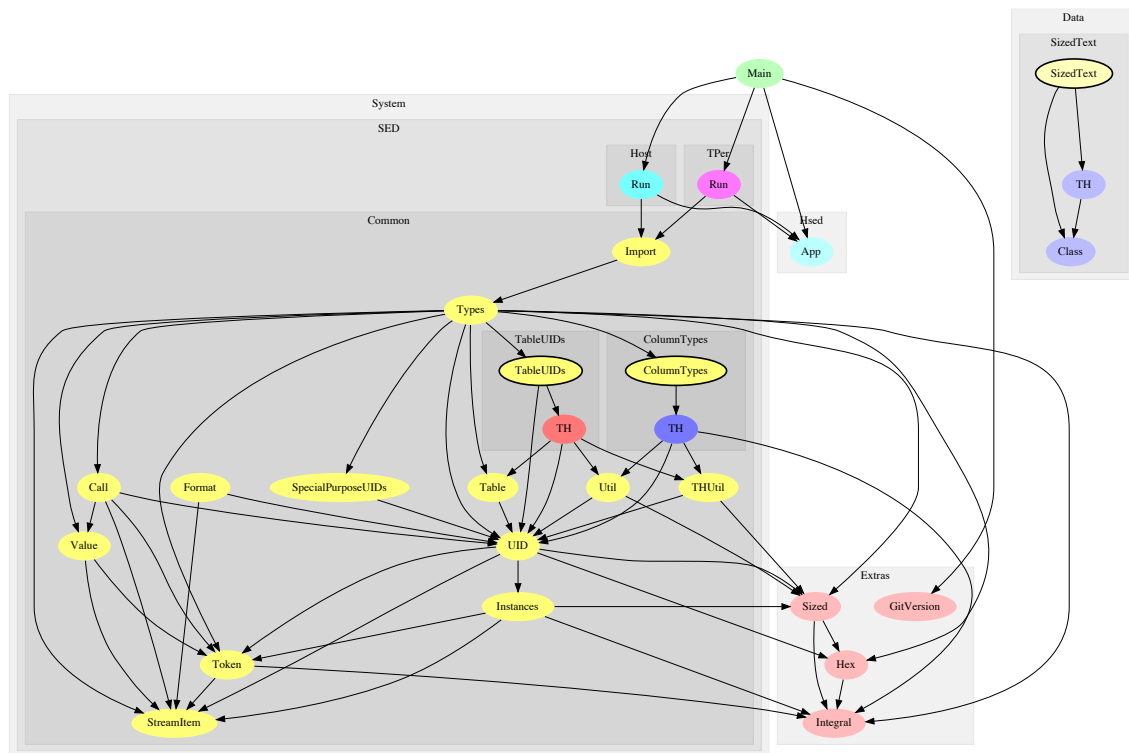 Data
SizedText
SizedText
Main
System
SED
Host
TPer
Run
Run
TH
Common
Hsed
Import
App
Class
Types
TableUIDs
ColumnTypes
TableUIDs
ColumnTypes
TH
TH
Call
Format
SpecialPurposeUIDs
Table
Util
THUtil
Value
UID
Extras
Instances
Sized
GitVersion
Token
Hex
StreamItem
Integral